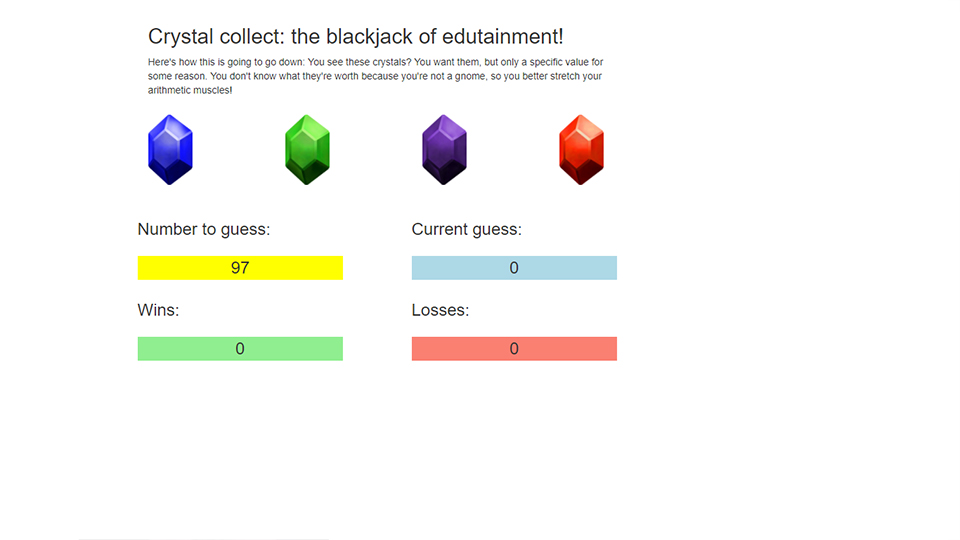 Crystal collect: the blackjack of edutainment!
Here's how this is going to go down: You see these crystals? You want them, but only a specific value for
some reason. You don't know what they're worth because you're not a gnome, so you better stretch your
arithmetic muscles!
Number to guess:
Current guess:
97
0
Wins:
Losses:
0
0